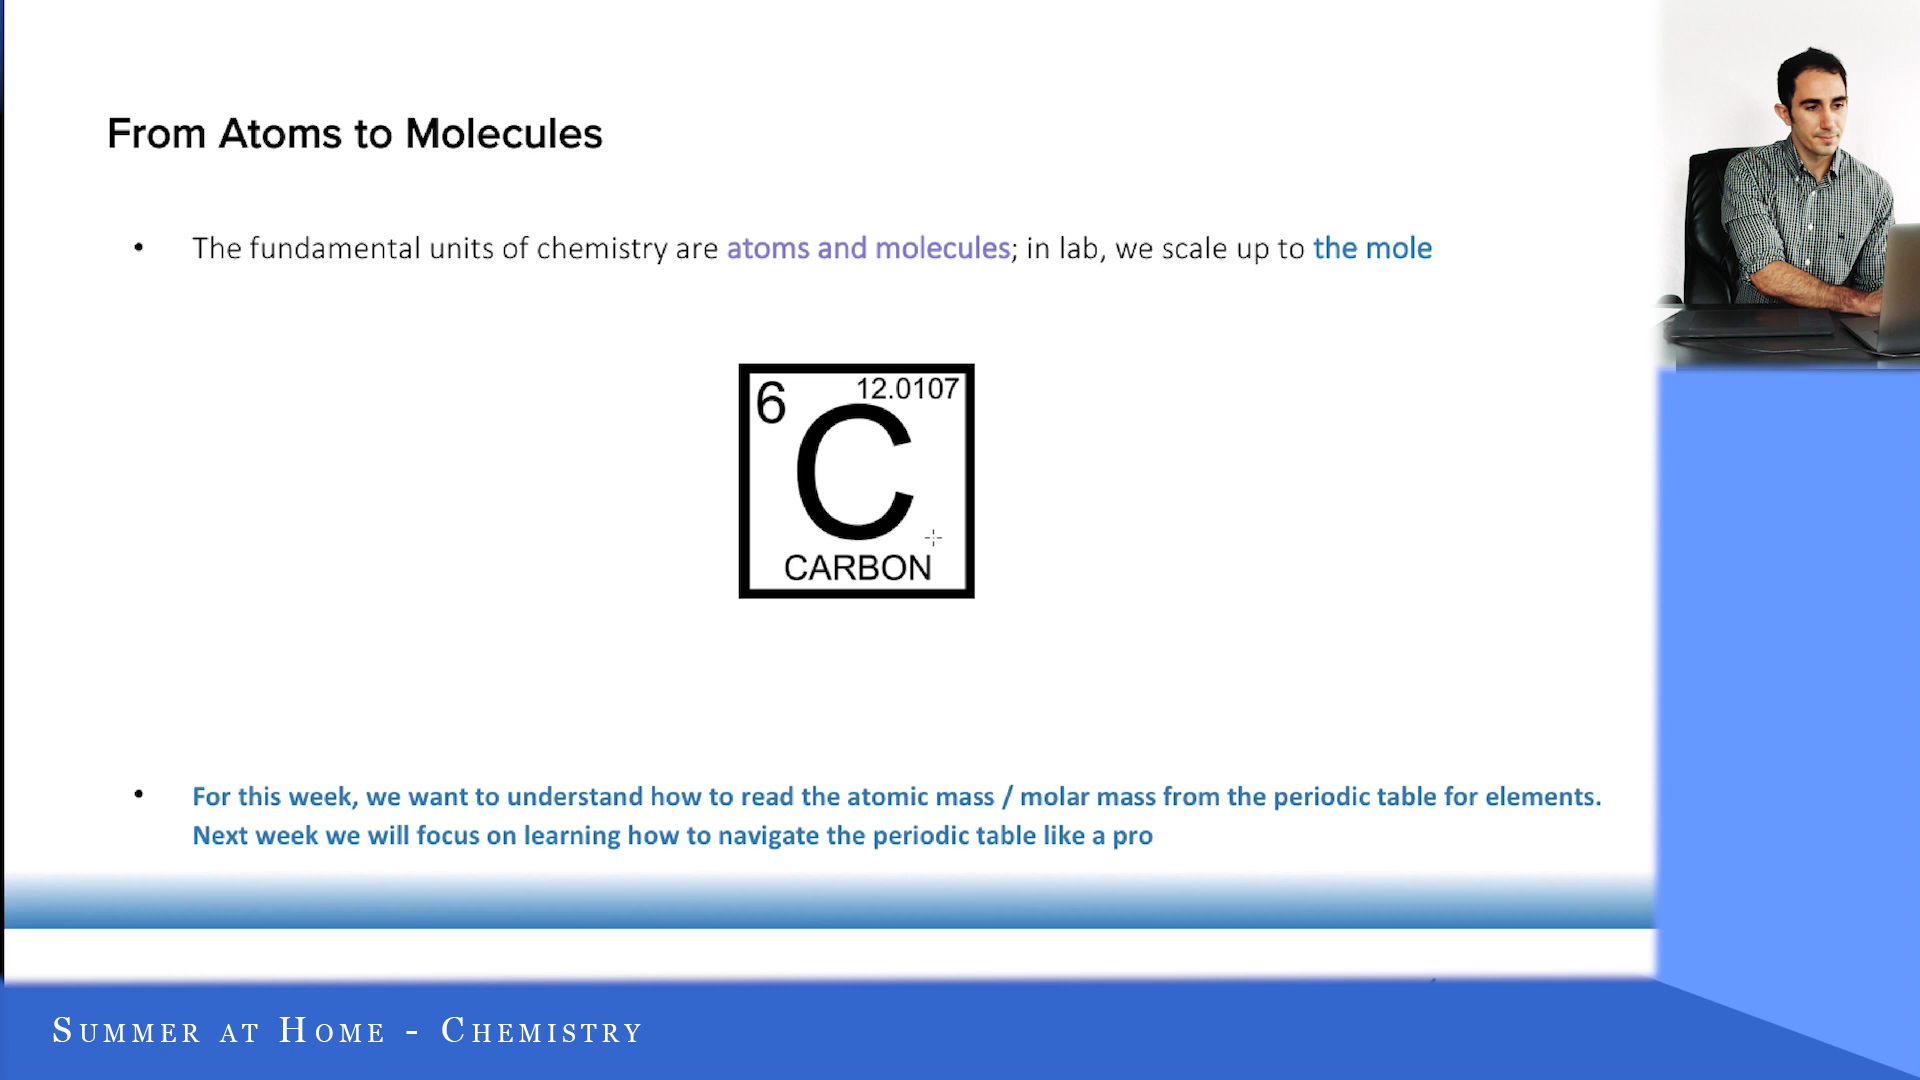 From Atoms to Molecules
• The fundamental units of chemistry are atoms and molecules; in lab, we scale up to the mole
6
12.0107
C
CARBON
• For this week, we want to understand how to read the atomic mass / molar mass from the periodic table for elements.
Next week we will focus on learning how to navigate the periodic table like a pro
SUMMER AT HOME - CHEMISTRY